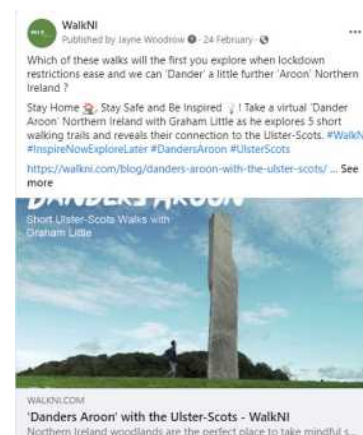 WalkNI
Published by Jayne Woodrow · 24 February ·
Which of these walks will the first you explore when lockdown
restrictions ease and we can 'Dander' a little further 'Aroon' Northern
Ireland ?
Stay Home , Stay Safe and Be Inspired ! Take a virtual 'Dander
Aroon' Northern Ireland with Graham Little as he explores 5 short
walking trails and reveals their connection to the Ulster-Scots. #WalkN
#InspireNowExploreLater #DandersAroon #UlsterScots
https://walkni.com/blog/danders-aroon-with-the-ulster-scots/ ... See
more
DANDERS AROON
Short Ulster-Scots Walks with
Graham Little
WALKNI.COM
'Danders Aroon' with the Ulster-Scots - WalkNI
Northern Ireland woodlands are the perfect place to take mindful s...